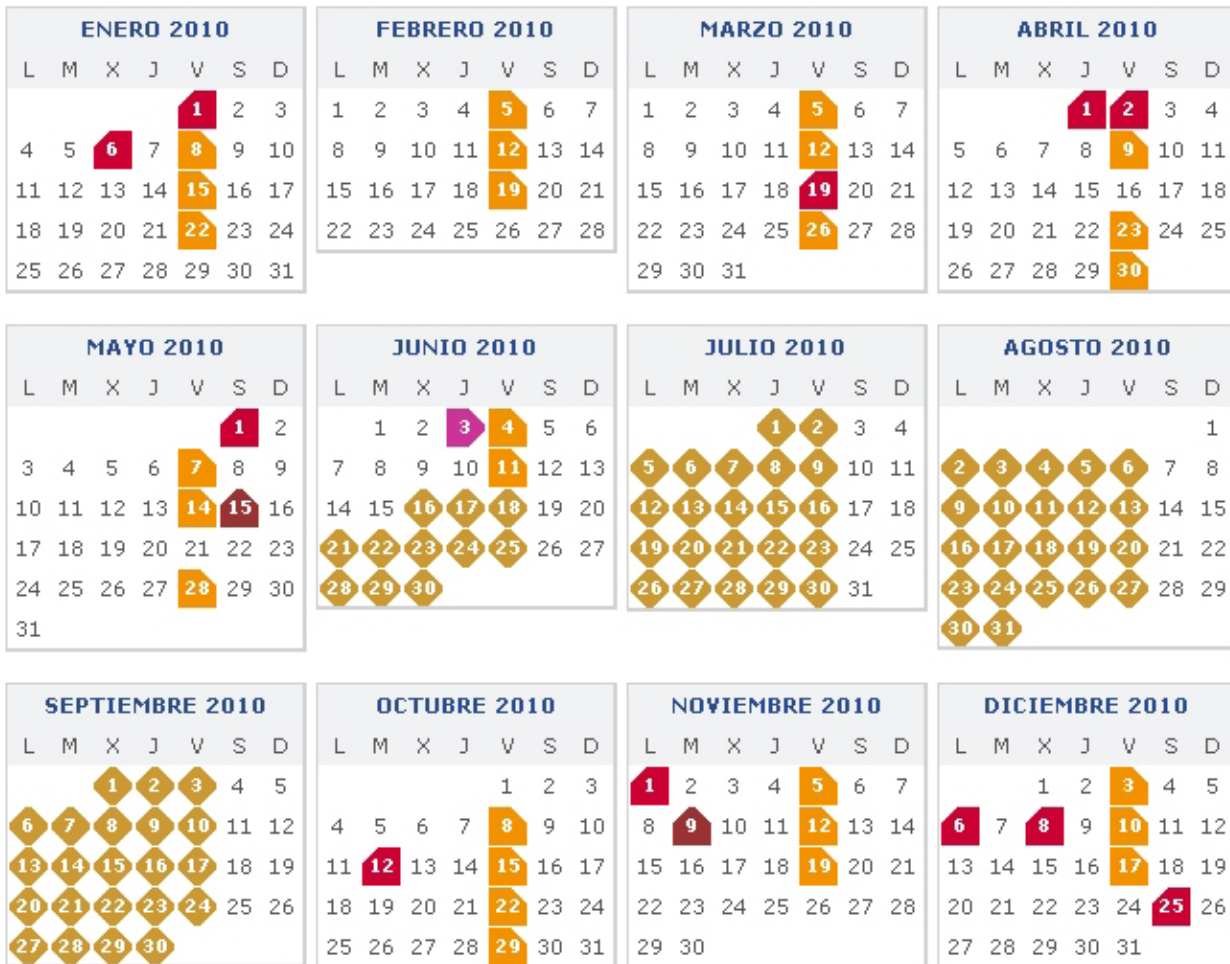 ENERO 2010
L M X J V S D
1 2 3
4 5 6 7 8 9 10
11 12 13 14 15 16 17
18 19 20 21 22 23 24
25 26 27 28 29 30 31
FEBRERO 2010
L M X J V S D
1 2 3 4 5 6 7
8 9 10 11 12 13 14
15 16 17 18 19 20 21
22 23 24 25 26 27 28
MARZO 2010
L M X J V S D
1 2 3 4 5 6 7
8 9 10 11 12 13 14
15 16 17 18 19 20 21
22 23 24 25 26 27 28
29 30 31
ABRIL 2010
L M X J V S D
1 2 3 4
5 6 7 8 9 10 11
12 13 14 15 16 17 18
19 20 21 22 23 24 25
26 27 28 29 30
MAYO 2010
L M X J V S D
1 2
3 4 5 6 7 8 9
10 11 12 13 14 15 16
17 18 19 20 21 22 23
24 25 26 27 28 29 30
31
JUNIO 2010
L M X J V S D
1 2 3 4 5 6
7 8 9 10 11 12 13
14 15 16 17 18 19 20
21 22 23 24 25 26 27
28 29 30
JULIO 2010
L M X J V S D
1 2 3 4
5 6 7 8 9 10 11
12 13 14 15 16 17 18
19 20 21 22 23 24 25
26 27 28 29 30 31
AGOSTO 2010
L M X J V S D
1
2 3 4 5 6 7 8
9 10 11 12 13 14 15
16 17 18 19 20 21 22
23 24 25 26 27 28 29
30 31
SEPTIEMBRE 2010
L M X J V S D
1 2 3 4 5
6 7 8 9 10 11 12
13 14 15 16 17 18 19
20 21 22 23 24 25 26
27 28 29 30
OCTUBRE 2010
L M X J V S D
1 2 3
4 5 6 7 8 9 10
11 12 13 14 15 16 17
18 19 20 21 22 23 24
25 26 27 28 29 30 31
NOVIEMBRE 2010
L M X J V S D
1 2 3 4 5 6 7
8 9 10 11 12 13 14
15 16 17 18 19 20 21
22 23 24 25 26 27 28
29 30
DICIEMBRE 2010
L M X J V S D
1 2 3 4 5
6 7 8 9 10 11 12
13 14 15 16 17 18 19
20 21 22 23 24 25 26
27 28 29 30 31